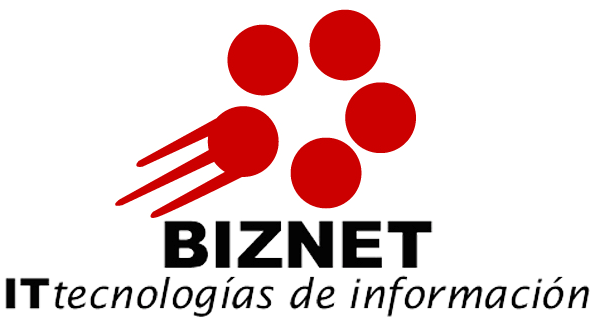 BIZNET
ITtecnologías de información